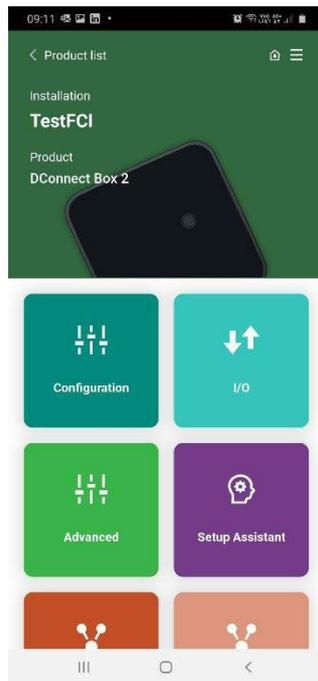 09:11
Product list
Installation
TestFCI
Product
DConnect Box 2
Configuration
I/O
Advanced
Setup Assistant